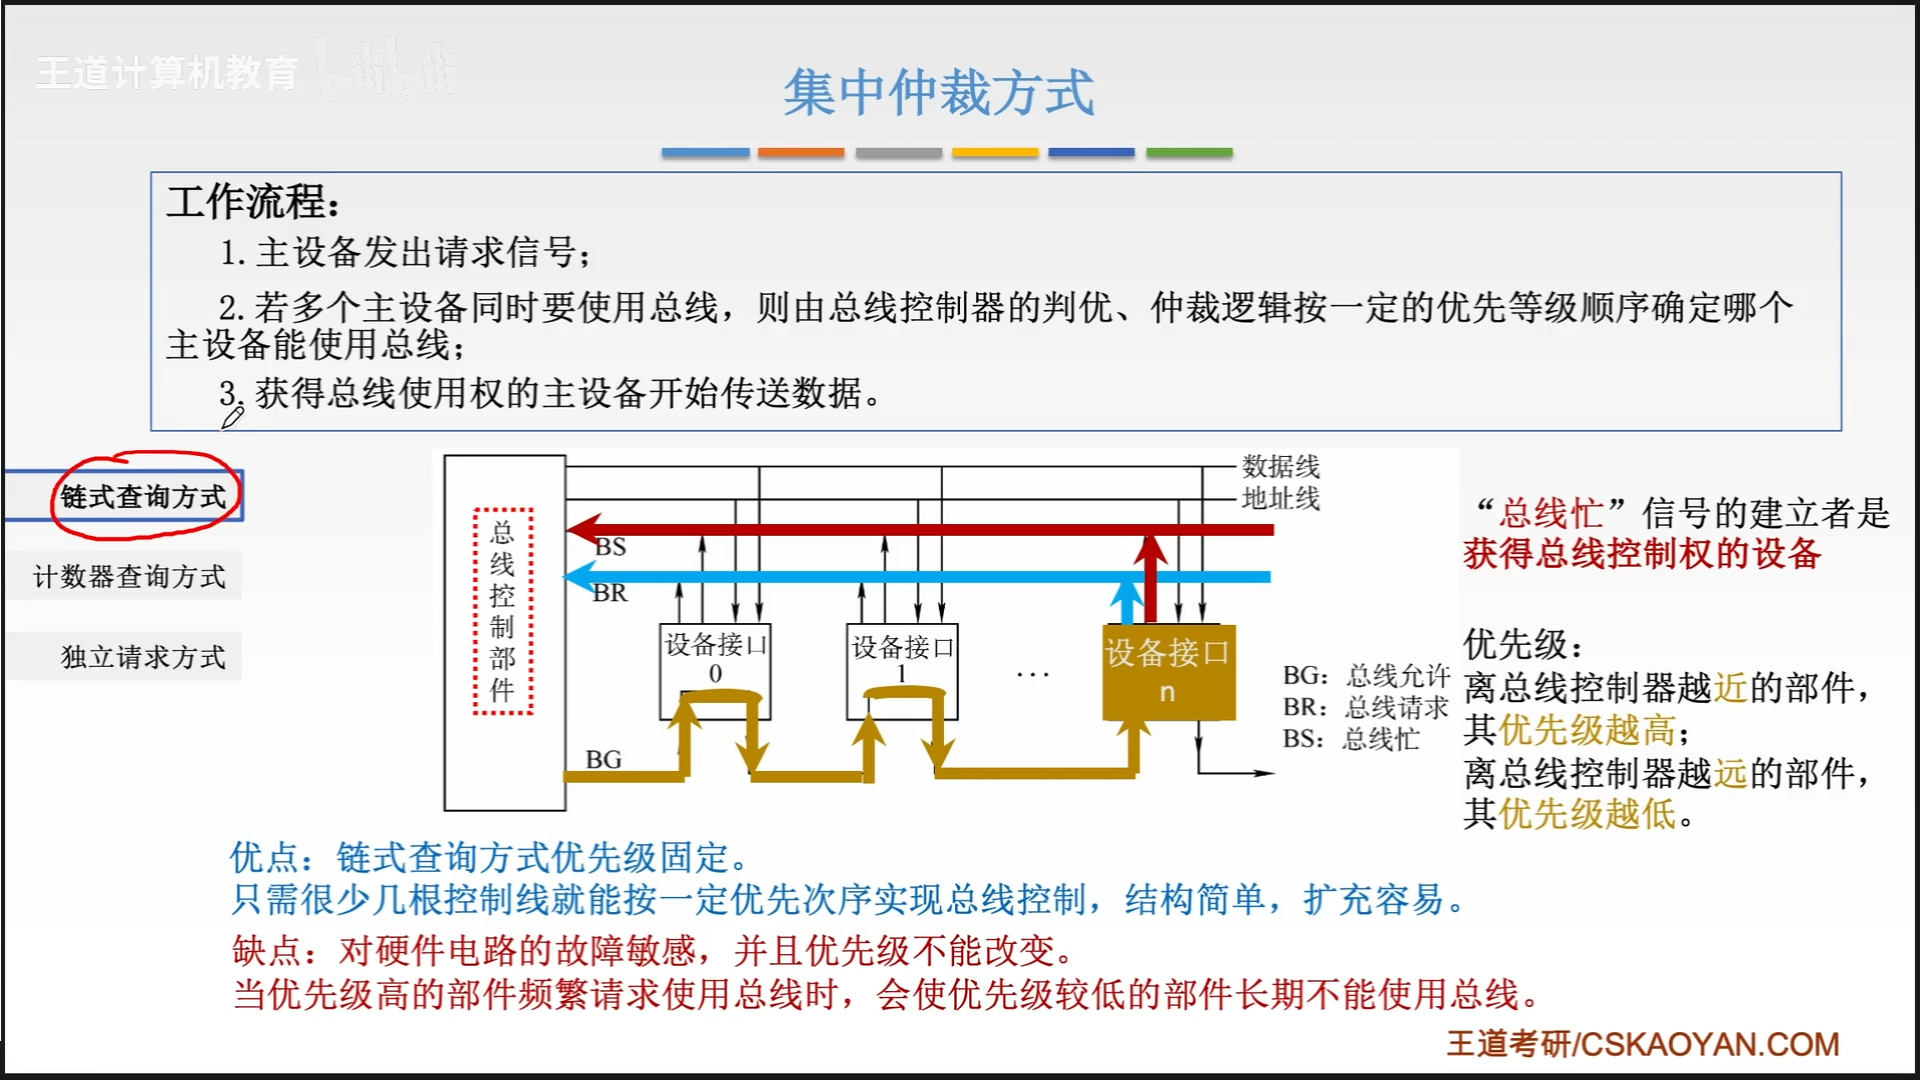 王道计算机教育 bilibili
集中仲裁方式
工作流程：
1. 主设备发出请求信号；
2. 若多个主设备同时要使用总线，则由总线控制器的判优、仲裁逻辑按一定的优先等级顺序确定哪个
主设备能使用总线；
3. 获得总线使用权的主设备开始传送数据。
链式查询方式
计数器查询方式
独立请求方式
总线控制部件
数据线
地址线
BS
BR
设备接口
0
设备接口
1
···
设备接口
n
BG
BG：总线允许
BR：总线请求
BS：总线忙
“总线忙”信号的建立者是
获得总线控制权的设备
优先级：
离总线控制器越近的部件，
其优先级越高；
离总线控制器越远的部件，
其优先级越低。
优点：链式查询方式优先级固定。
只需很少几根控制线就能按一定优先次序实现总线控制，结构简单，扩充容易。
缺点：对硬件电路的故障敏感，并且优先级不能改变。
当优先级高的部件频繁请求使用总线时，会使优先级较低的部件长期不能使用总线。
王道考研/CSKAOYAN.COM